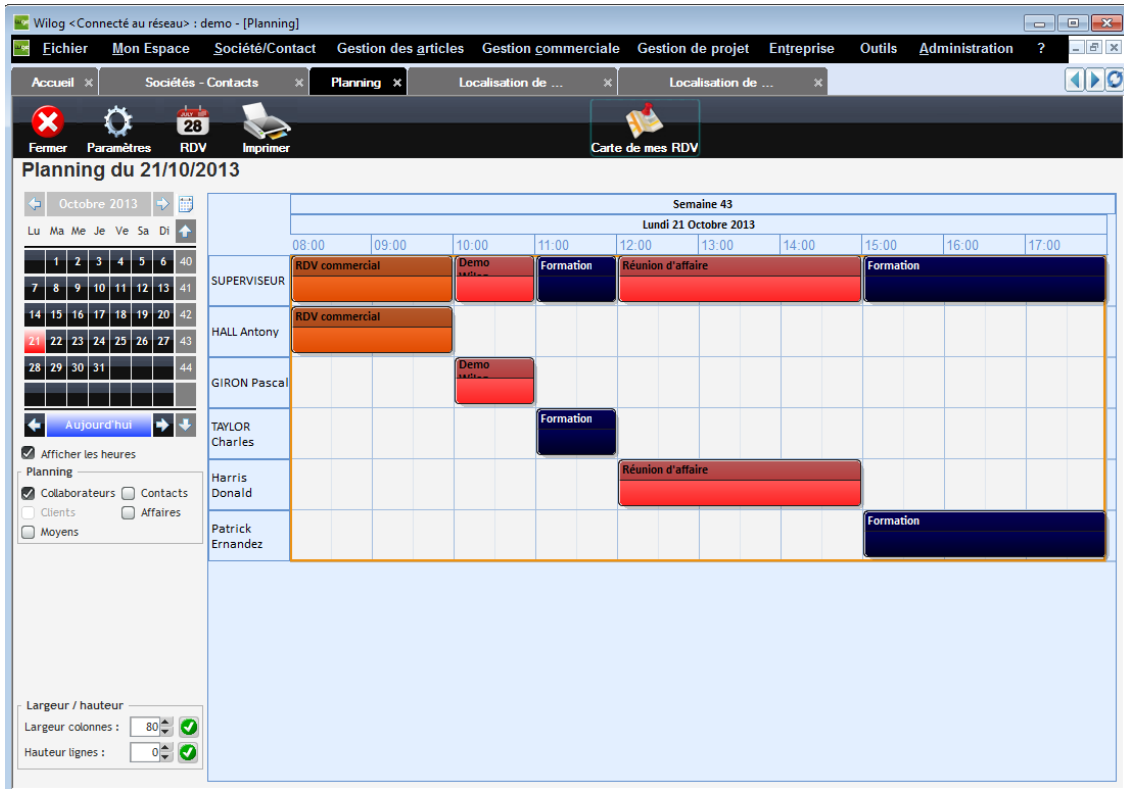 Wilog <Connecté au réseau> : demo - [Planning]
Fichier Mon Espace Société/Contact Gestion des articles Gestion commerciale Gestion de projet Entreprise Outils Administration ?
Accueil × Sociétés - Contacts × Planning × Localisation de ... × Localisation de ... ×
JULY 28
Fermer Paramètres RDV Imprimer Carte de mes RDV
Planning du 21/10/2013
Octobre 2013
Lu Ma Me Je Ve Sa Di
1 2 3 4 5 6 40
7 8 9 10 11 12 13 41
14 15 16 17 18 19 20 42
21 22 23 24 25 26 27 43
28 29 30 31 44
Aujourd'hui
Afficher les heures
Planning
Collaborateurs Contacts
Clients Affaires
Moyens
Largeur / hauteur
Largeur colonnes : 80
Hauteur lignes : 0
Semaine 43
Lundi 21 Octobre 2013
08:00 09:00 10:00 11:00 12:00 13:00 14:00 15:00 16:00 17:00
SUPERVISEUR RDV commercial Demo Formation Réunion d'affaire Formation
Wilog
HALL Antony RDV commercial
GIRON Pascal Demo
Wilog
TAYLOR Formation
Charles
Harris Réunion d'affaire
Donald
Patrick Formation
Ernandez